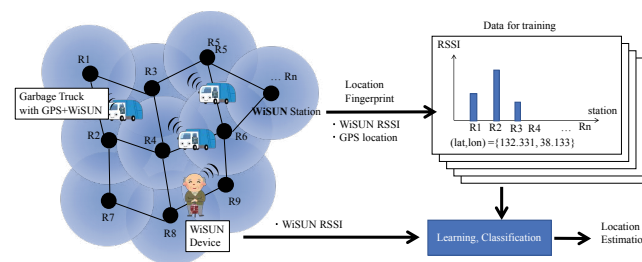 R1
R3
R5
R5
… Rn
WiSUN Station
Garbage Truck
with GPS+WiSUN
R2
R4
R6
R7
R8
R9
WiSUN
Device
Location
Fingerprint
・WiSUN RSSI
・GPS location
・WiSUN RSSI
Data for training
RSSI
station
R1 R2 R3 R4 … Rn
(lat,lon) ={132.331, 38.133}
Learning, Classification
Location
Estimatio